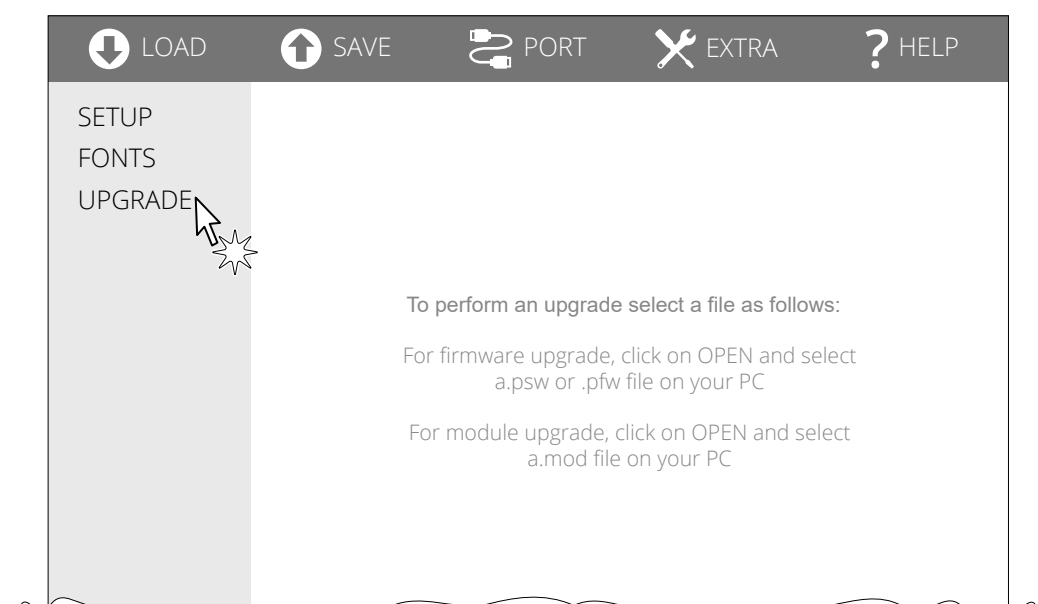 LOAD SAVE PORT EXTRA ? HELP
SETUP
FONTS
UPGRADE
To perform an upgrade select a file as follows:
For firmware upgrade, click on OPEN and select
a.psw or .pfw file on your PC
For module upgrade, click on OPEN and select
a.mod file on your PC